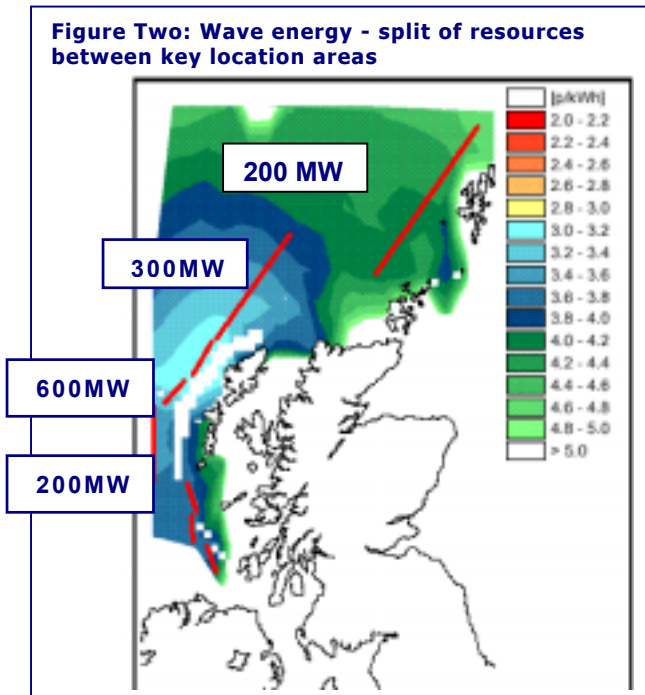 Figure Two: Wave energy - split of resources
between key location areas
[p/kWh]
2.0 - 2.2
2.2 - 2.4
2.4 - 2.6
2.6 - 2.8
2.8 - 3.0
3.0 - 3.2
3.2 - 3.4
3.4 - 3.6
3.6 - 3.8
3.8 - 4.0
4.0 - 4.2
4.2 - 4.4
4.4 - 4.6
4.6 - 4.8
4.8 - 5.0
> 5.0
200 MW
300MW
600MW
200MW